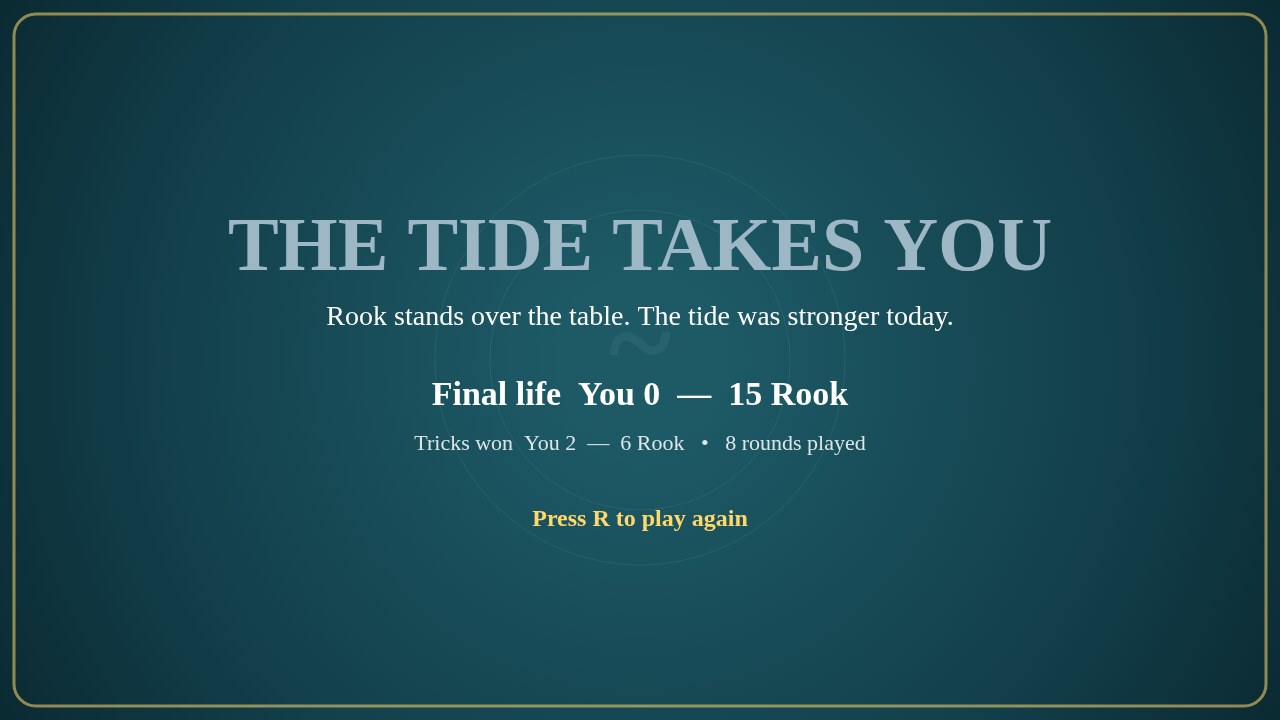 THE TIDE TAKES YOU
Rook stands over the table. The tide was stronger today.
~
Final life You 0 — 15 Rook
Tricks won You 2 — 6 Rook • 8 rounds played
Press R to play again